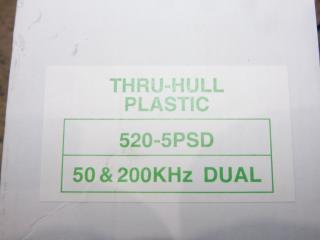 THRU-HULL
PLASTIC
520-5PSD
50 & 200KHz DUAL